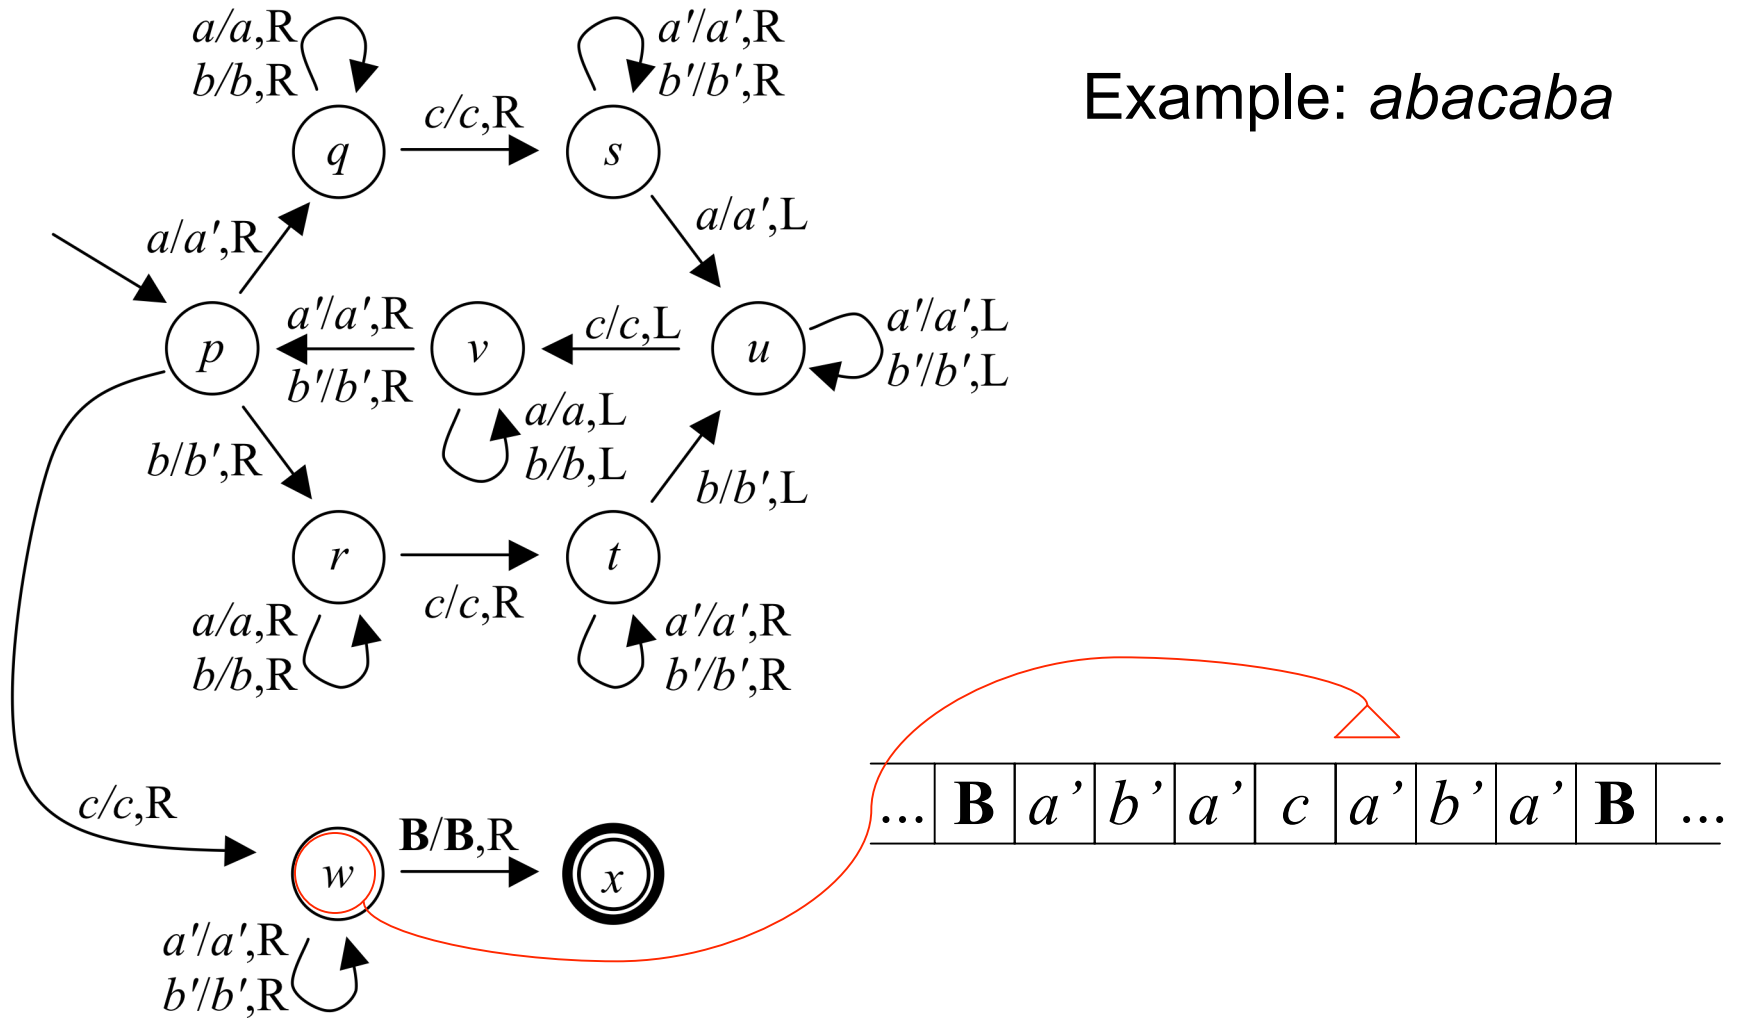 a/a,R
b/b,R
a'/a',R
b'/b',R
Example: abacaba
c/c,R
q
s
a/a',R
a/a',L
a'/a',R
b'/b',R
c/c,L
a'/a',L
b'/b',L
p
v
u
b/b',R
a/a,L
b/b,L
b/b',L
r
t
c/c,R
a/a,R
b/b,R
a'/a',R
b'/b',R
c/c,R
B/B,R
w
x
... B a' b' a' c a' b' a' B ...
a'/a',R
b'/b',R